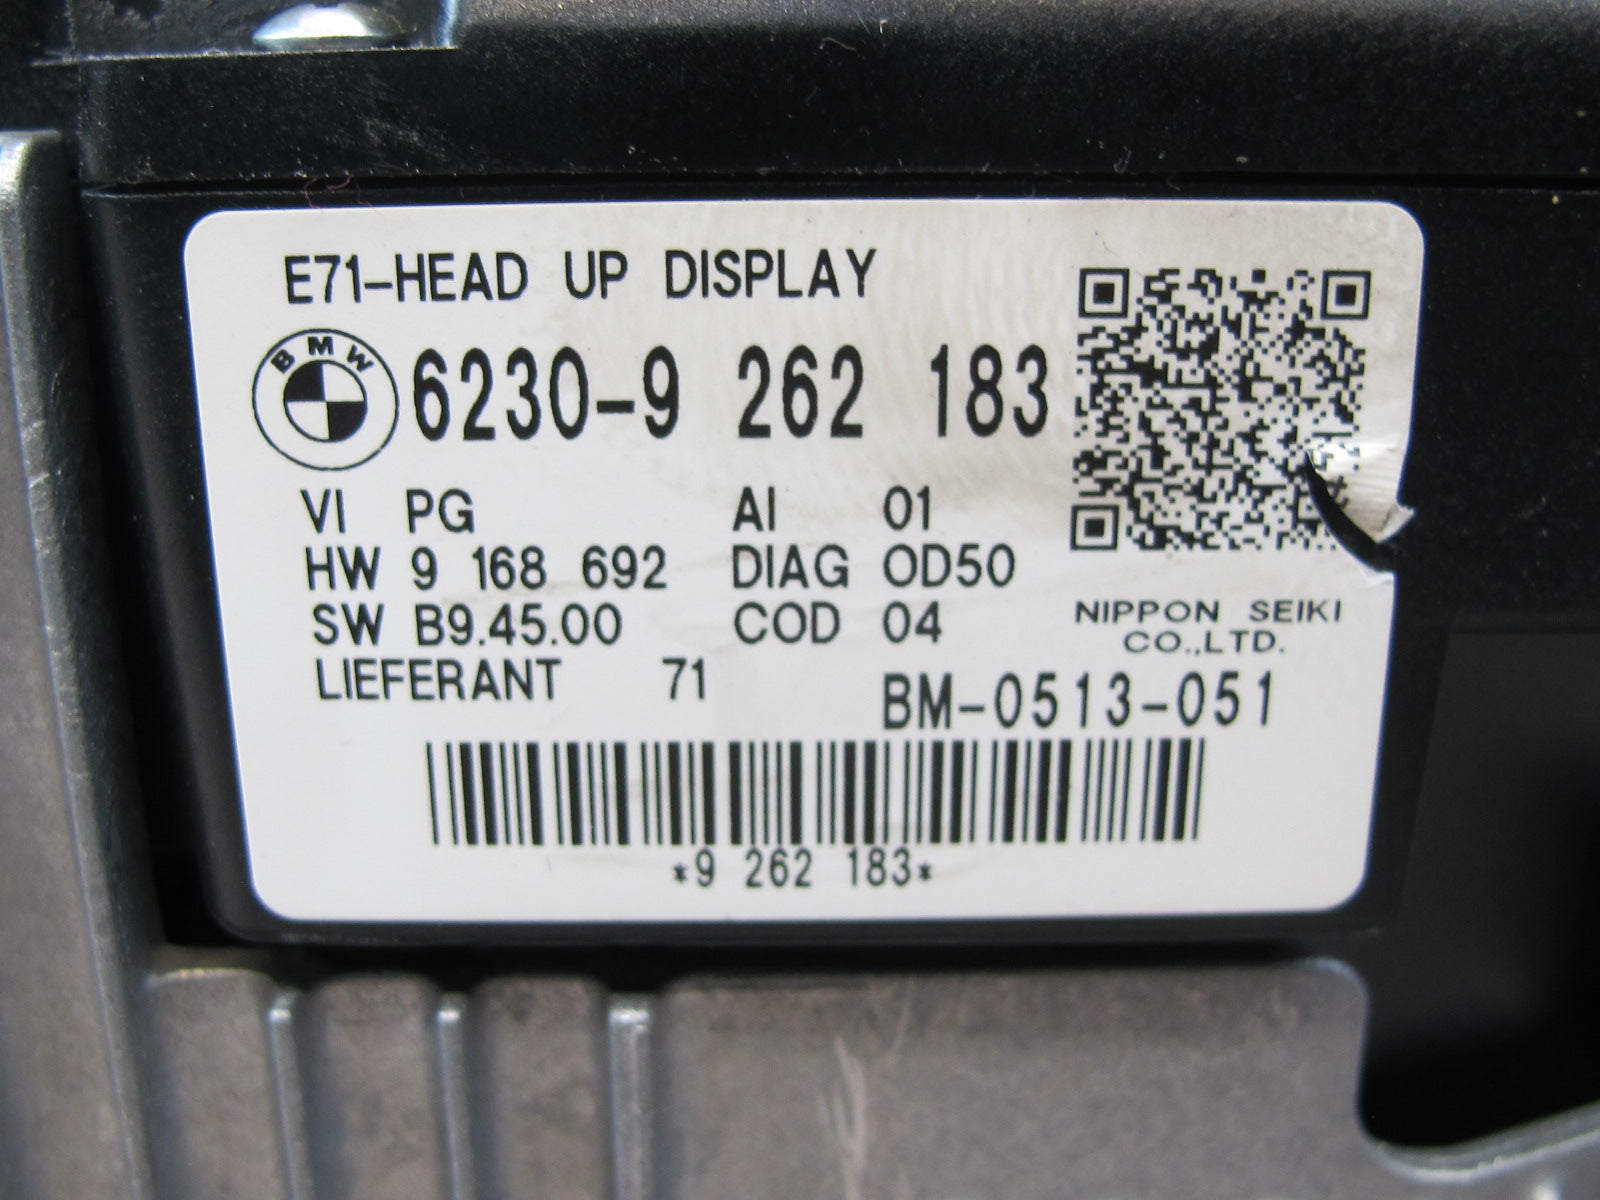 E71-HEAD UP DISPLAY
BMW 6230-9 262 183
VI PG AI 01
HW 9 168 692 DIAG 0D50
SW B9.45.00 COD 04
NIPPON SEIKI
CO.,LTD.
LIEFERANT 71
BM-0513-051
*9 262 183*